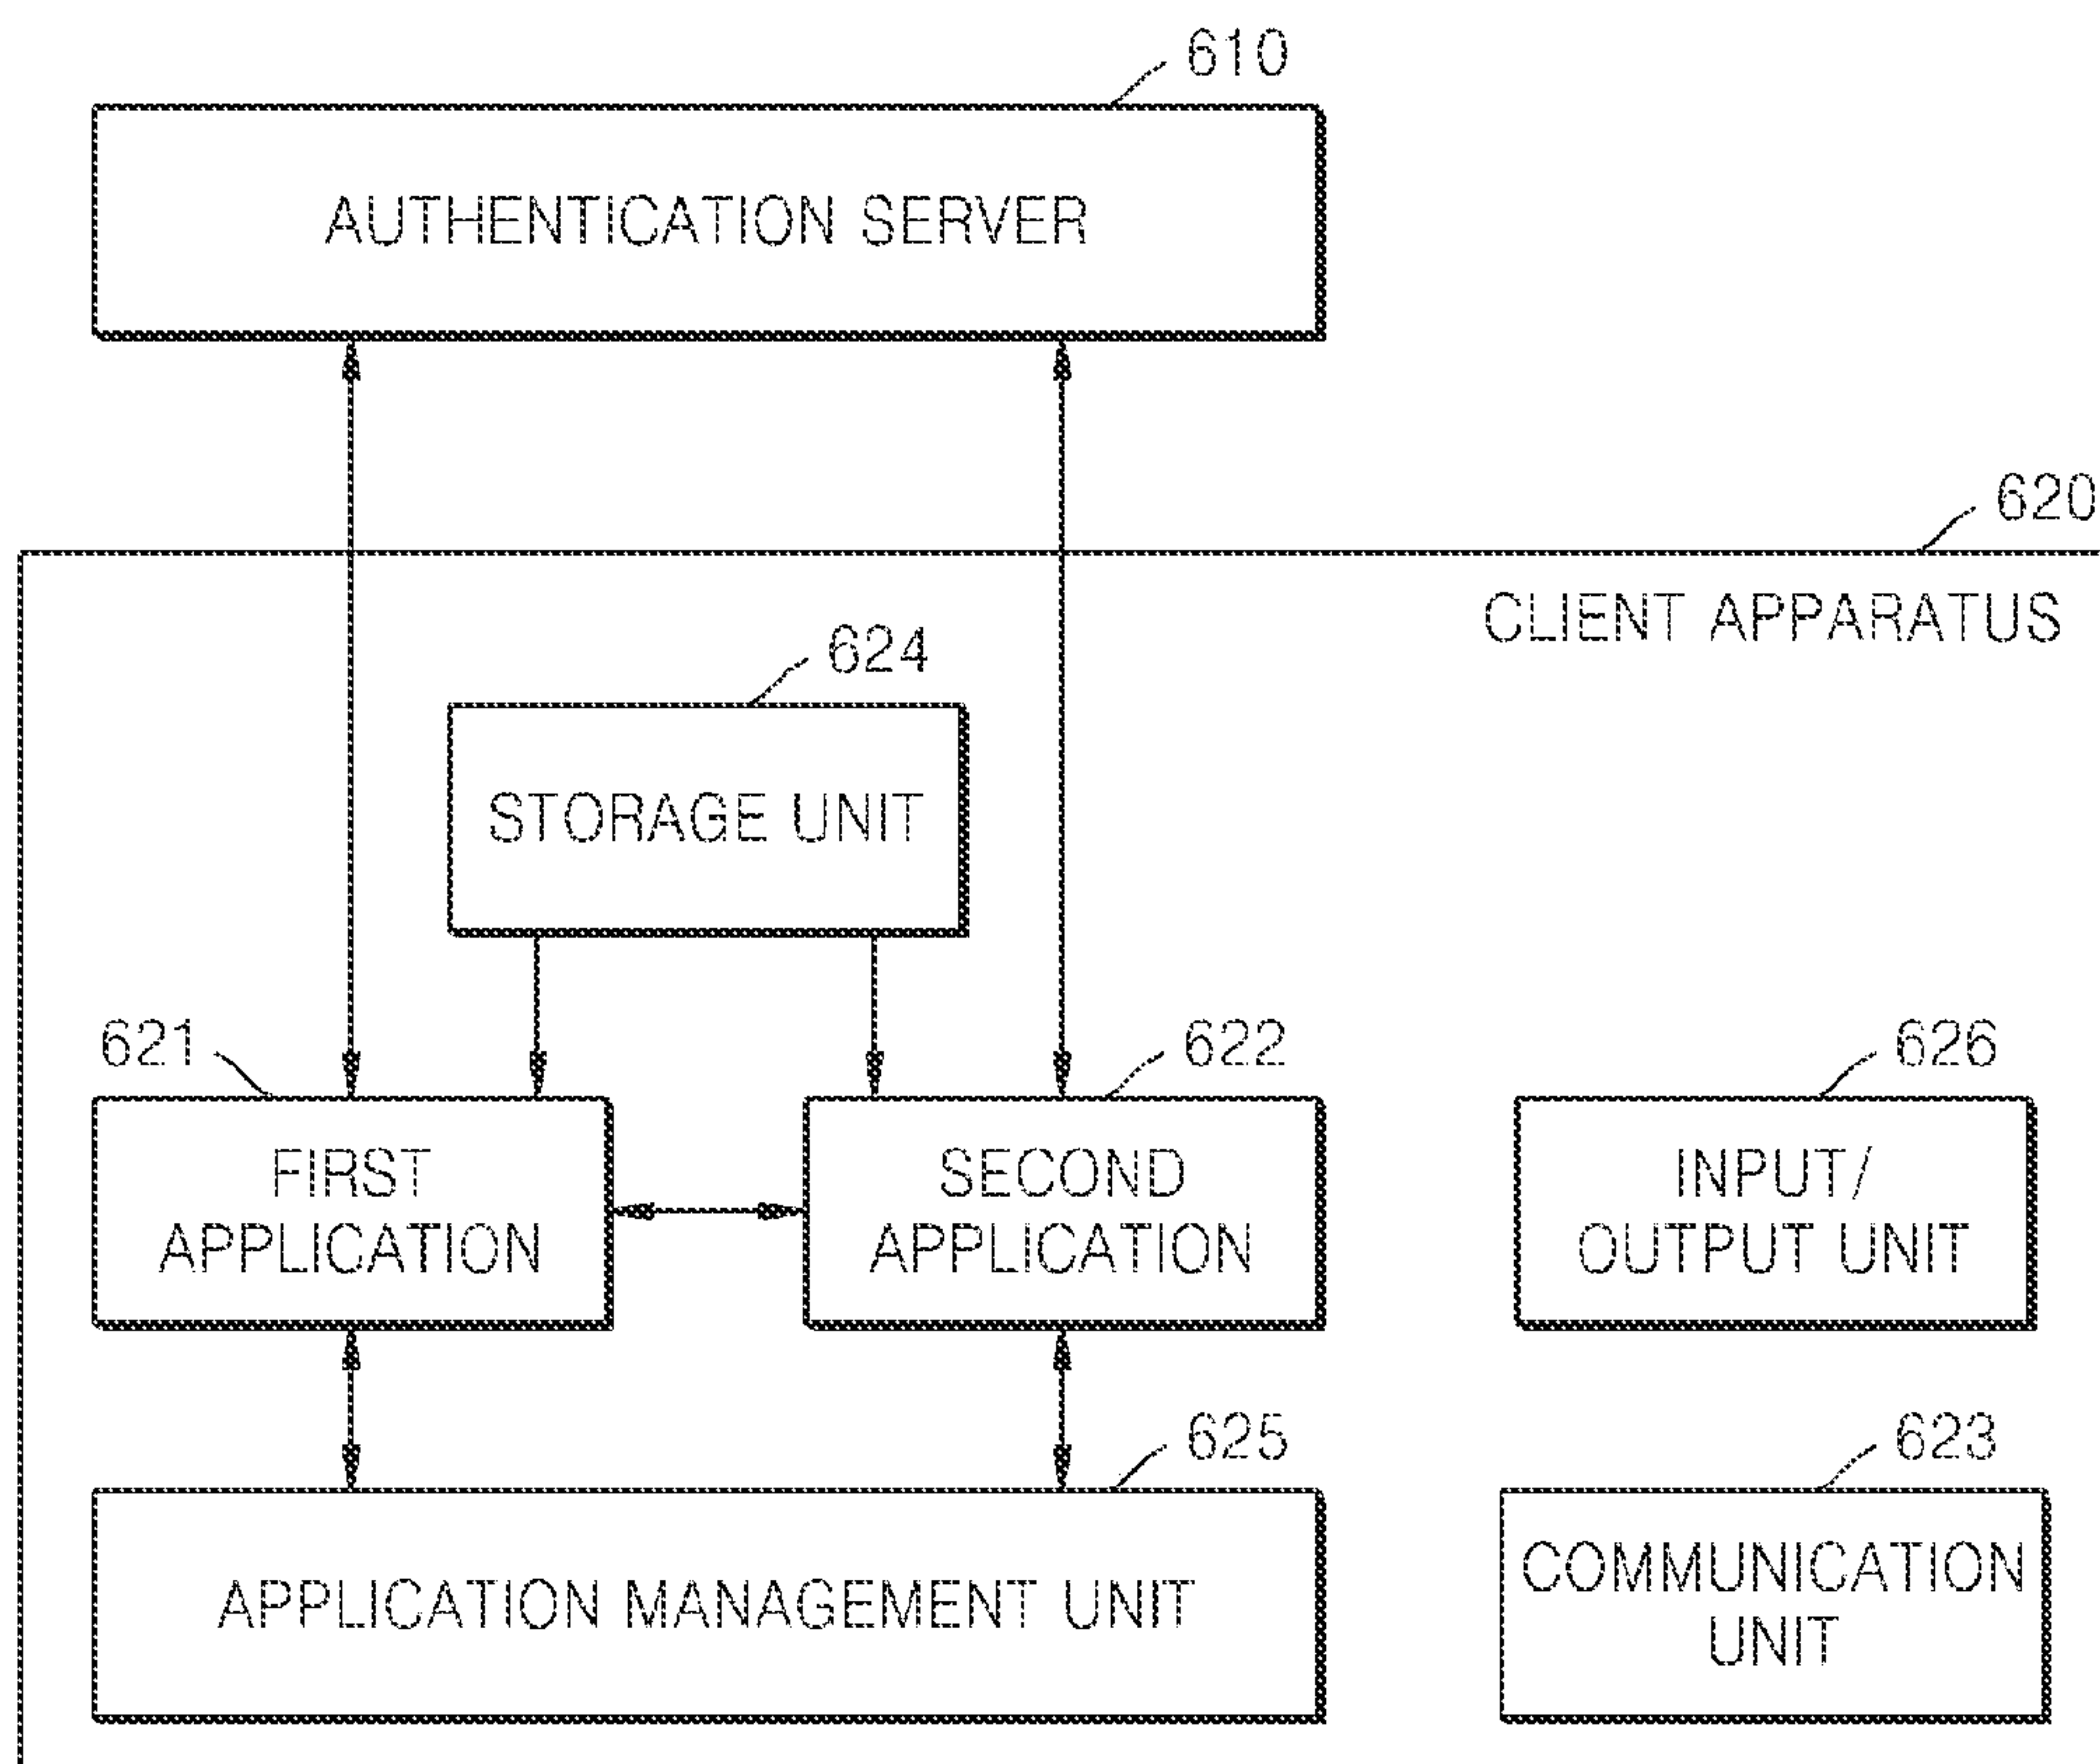 610
AUTHENTICATION SERVER
620
CLIENT APPARATUS
624
STORAGE UNIT
621
622
626
FIRST
APPLICATION
SECOND
APPLICATION
INPUT/
OUTPUT UNIT
625
623
APPLICATION MANAGEMENT UNIT
COMMUNICATION
UNIT